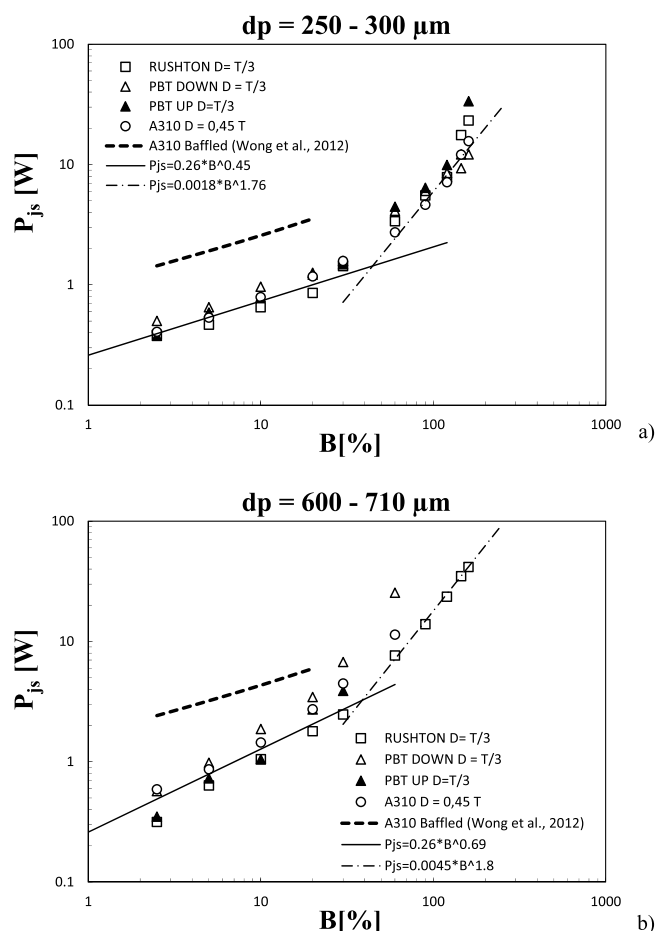 dp = 250 - 300 µm
100
RUSHTON D= T/3
PBT DOWN D= T/3
PBT UP D=T/3
A310 D = 0,45 T
A310 Baffled (Wong et al., 2012)
Pjs=0.26*B^0.45
Pjs=0.0018*B^1.76
10
Pjs [W]
1
0.1
1
10
100
1000
B[%]
a)
dp = 600 - 710 µm
100
10
Pjs [W]
1
RUSHTON D= T/3
PBT DOWN D= T/3
PBT UP D=T/3
A310 D = 0,45 T
A310 Baffled (Wong et al., 2012)
Pjs=0.26*B^0.69
Pjs=0.0045*B^1.8
0.1
1
10
100
1000
B[%]
b)